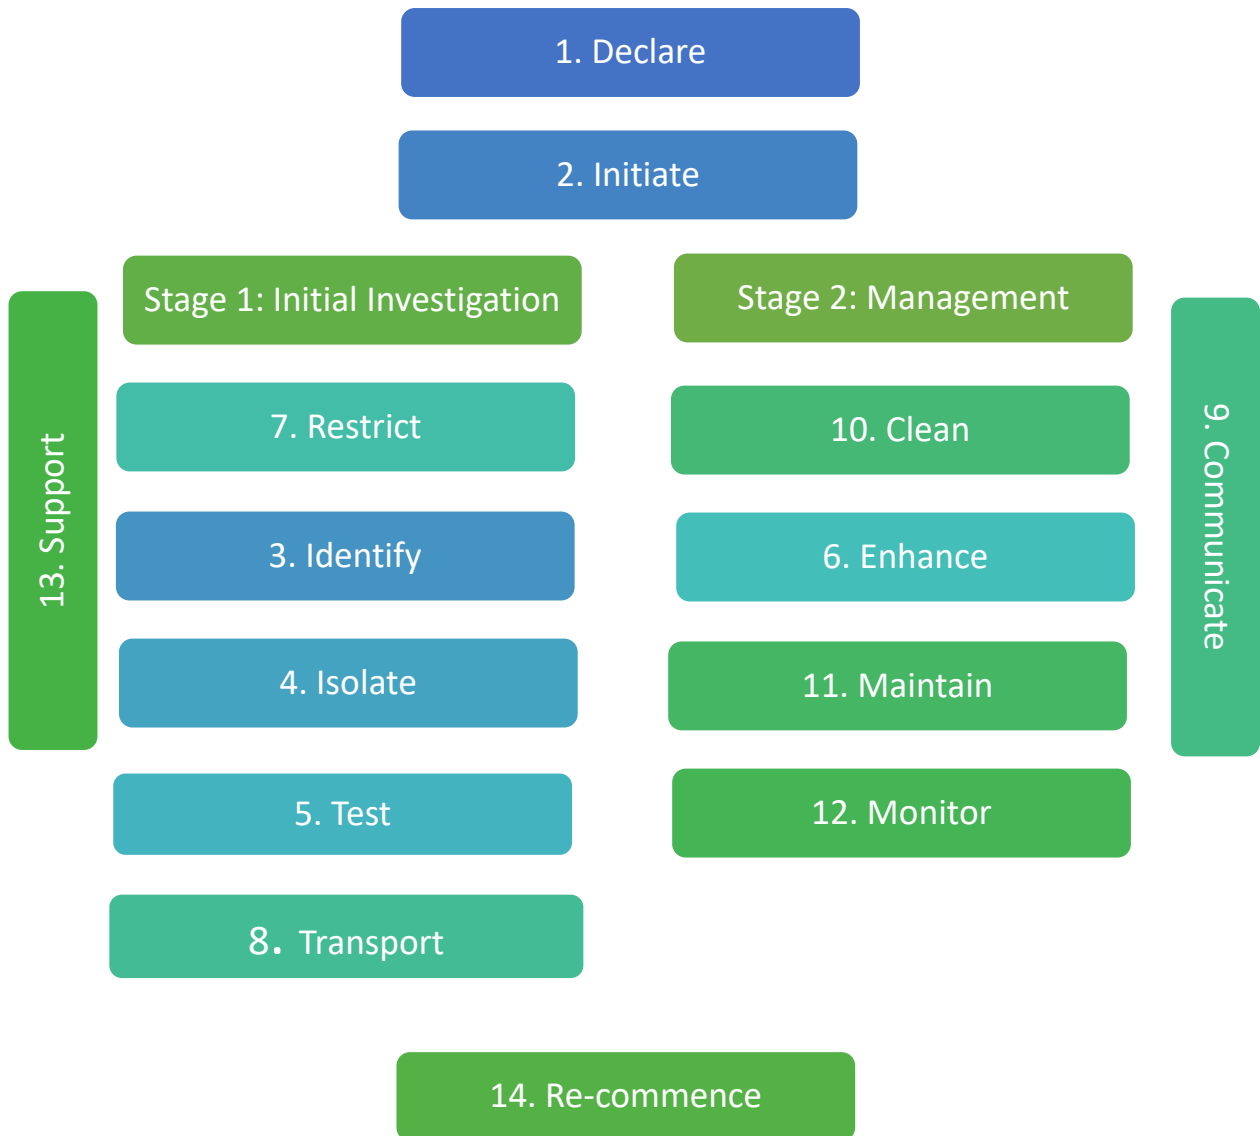 1. Declare
2. Initiate
Stage 1: Initial Investigation
Stage 2: Management
13. Support
7. Restrict
10. Clean
9. Communicate
3. Identify
6. Enhance
4. Isolate
11. Maintain
5. Test
12. Monitor
8. Transport
14. Re-commence